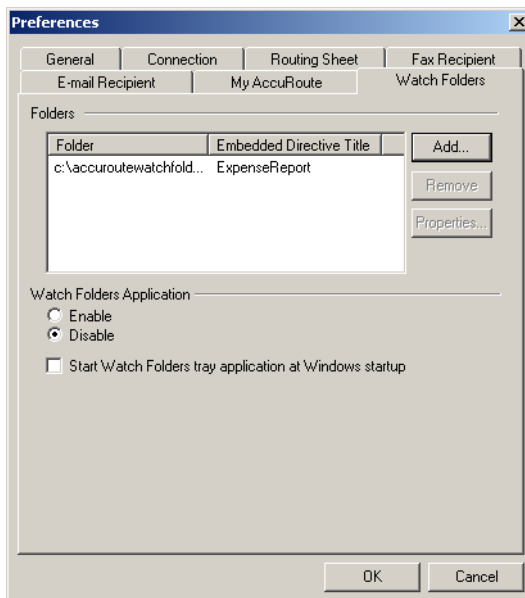 Preferences
General Connection Routing Sheet Fax Recipient
E-mail Recipient My AccuRoute Watch Folders
Folders
Folder Embedded Directive Title
c:\accuroutewatchfold... ExpenseReport
Add...
Remove
Properties...
Watch Folders Application
Enable
Disable
Start Watch Folders tray application at Windows startup
OK Cancel